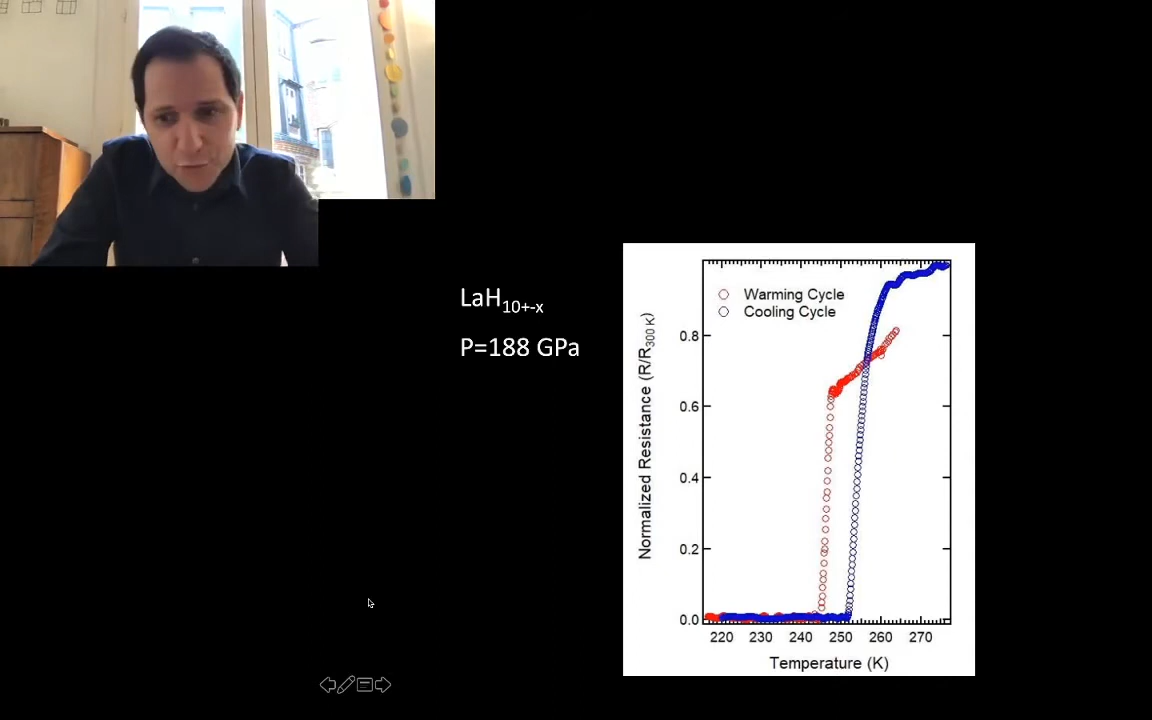 LaH10+-x
P=188 GPa
Warming Cycle
Cooling Cycle
Normalized Resistance (R/R300 K)
0.8
0.6
0.4
0.2
0.0
220 230 240 250 260 270
Temperature (K)